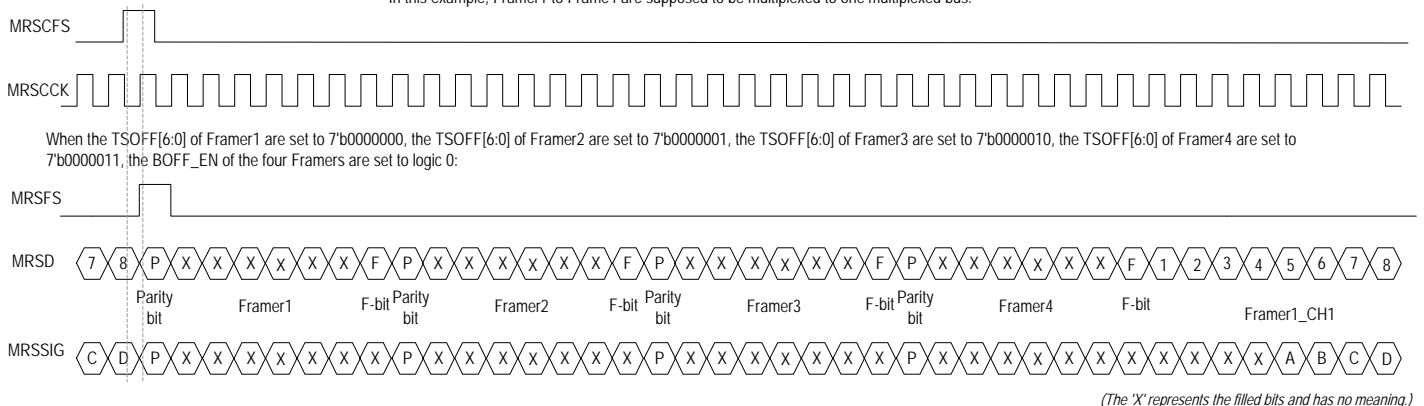 In this example, Framer1 to are supposed to be multiplexed to one multiplexed bus.
MRSCFS
MRSCCK
When the TSOFF[6:0] of Framer1 are set to 7'b0000000, the TSOFF[6:0] of Framer2 are set to 7'b0000001, the TSOFF[6:0] of Framer3 are set to 7'b0000010, the TSOFF[6:0] of Framer4 are set to
7'b0000011, the BOFF_EN of the four Framers are set to logic 0:
MRSFS
MRSD 7 8 P X X X X X X F P X X X X X X F P X X X X X X F P X X X X X X F 1 2 3 4 5 6 7 8
Parity bit Framer1 F-bit Parity bit Framer2 F-bit Parity bit Framer3 F-bit Parity bit Framer4 F-bit Framer1_CH1
MRSSIG C D P X X X X X X X P X X X X X X X P X X X X X X X P X X X X X X X X X X X A B C D
(The 'X' represents the filled bits and has no meaning.)